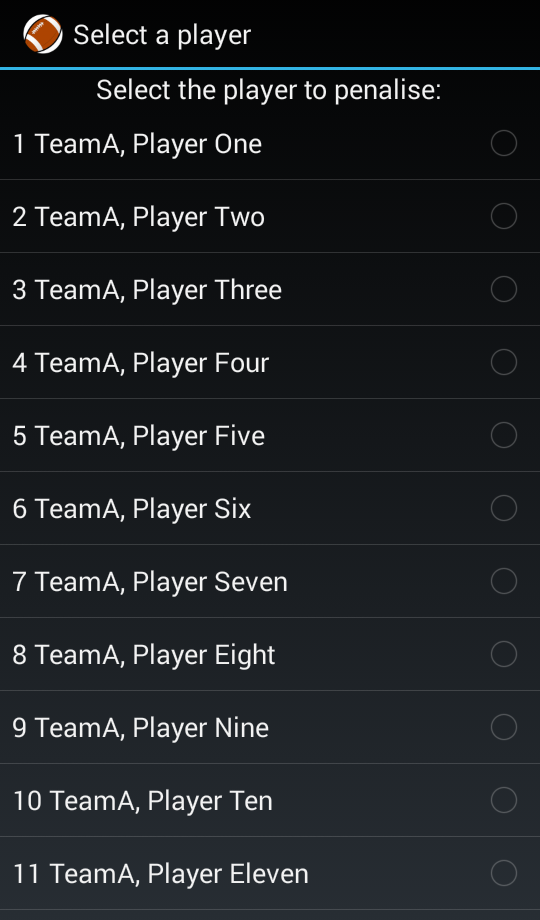 Select a player
Select the player to penalise:
1 TeamA, Player One
2 TeamA, Player Two
3 TeamA, Player Three
4 TeamA, Player Four
5 TeamA, Player Five
6 TeamA, Player Six
7 TeamA, Player Seven
8 TeamA, Player Eight
9 TeamA, Player Nine
10 TeamA, Player Ten
11 TeamA, Player Eleven